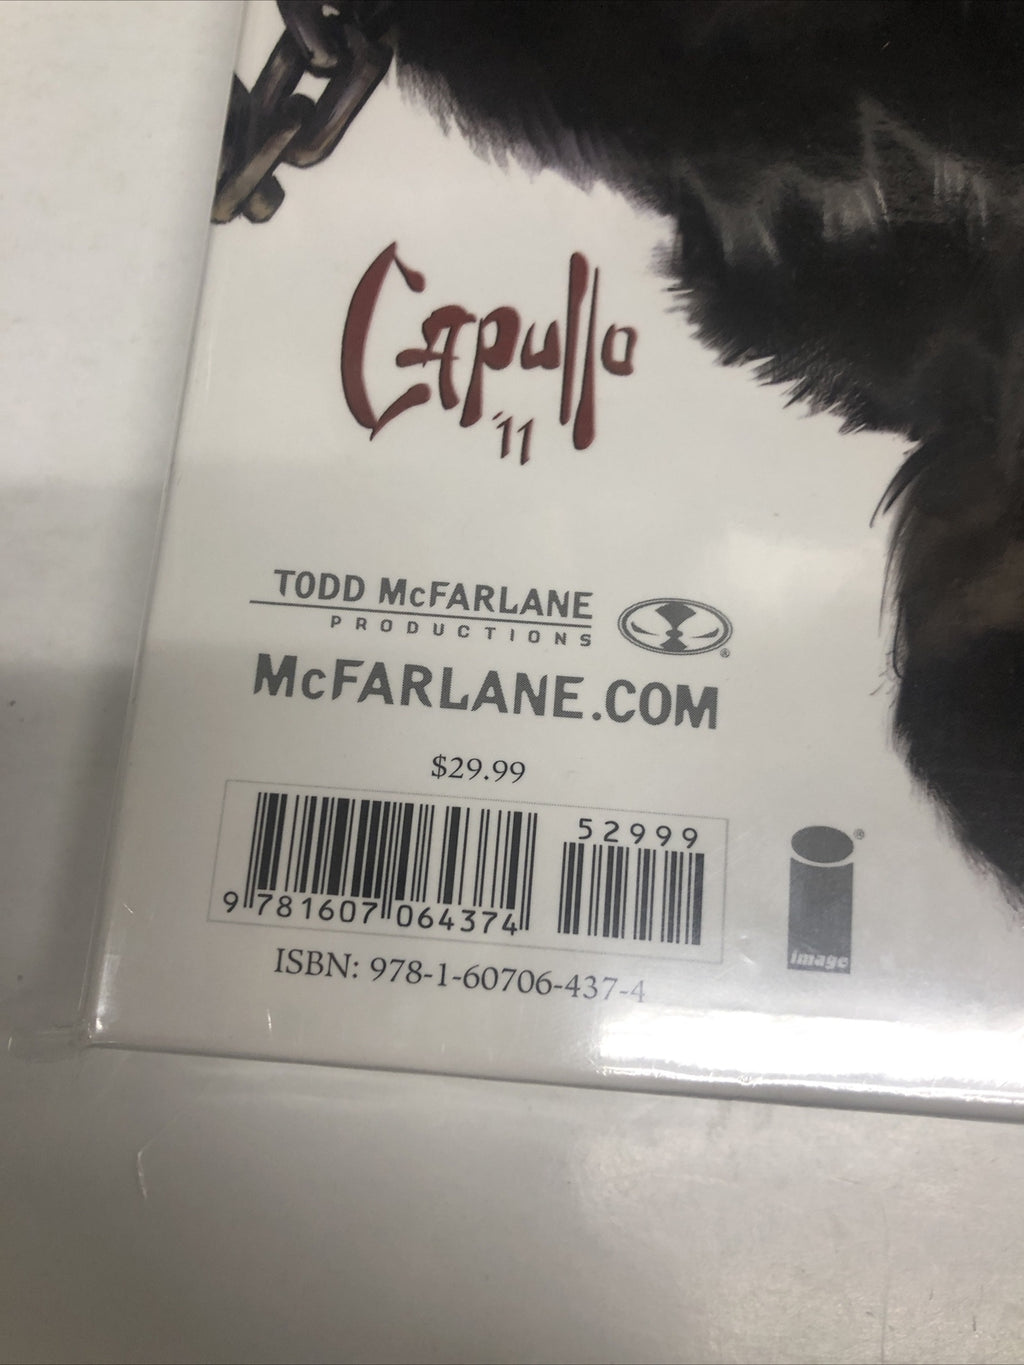 Capullo
'11
TODD McFARLANE
PRODUCTIONS
®
McFARLANE.COM
$29.99
52999
9 781607 064374
®
image
ISBN: 978-1-60706-437-4